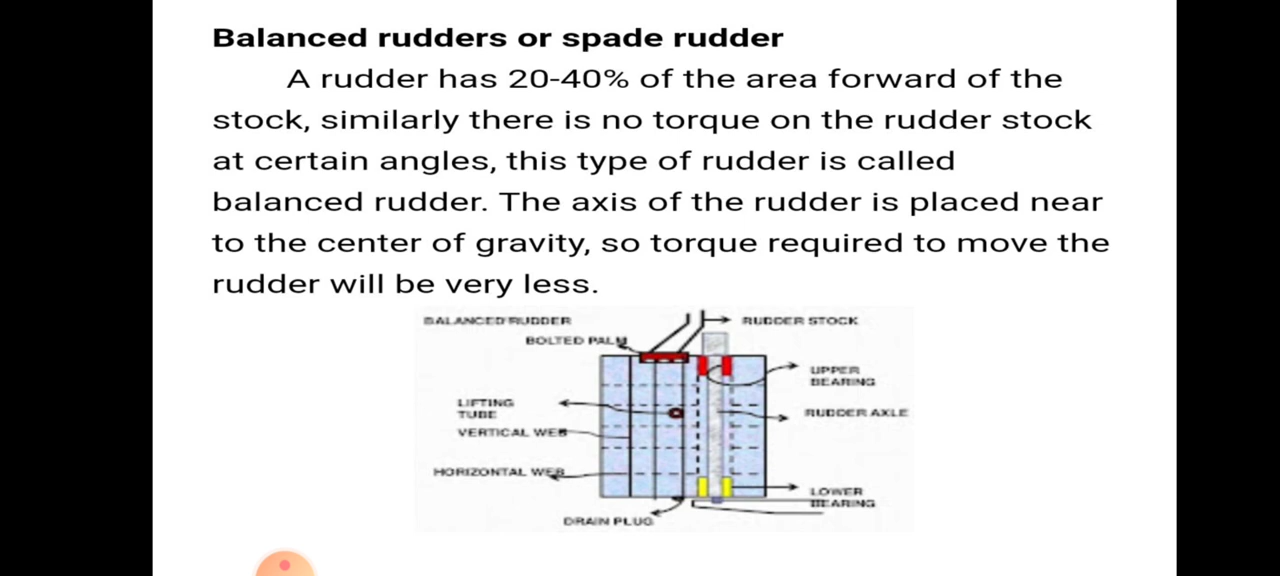 Balanced rudders or spade rudder
A rudder has 20-40% of the area forward of the
stock, similarly there is no torque on the rudder stock
at certain angles, this type of rudder is called
balanced rudder. The axis of the rudder is placed near
to the center of gravity, so torque required to move the
rudder will be very less.
BALANCED RUDDER
RUDDER STOCK
BOLTED PALM
UPPER
BEARING
LIFTING
TUBE
RUDDER AXLE
VERTICAL WEB
HORIZONTAL WEB
LOWER
BEARING
DRAIN PLUG